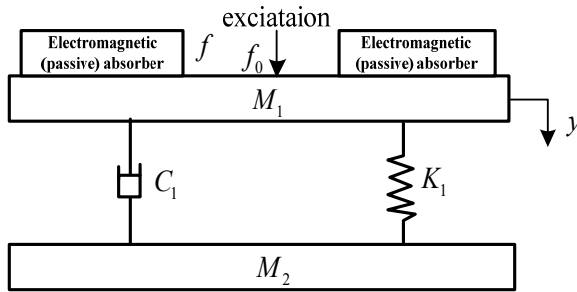 exciataion
Electromagnetic
(passive) absorber
f
f₀
Electromagnetic
(passive) absorber
M₁
y
C₁
K₁
M₂